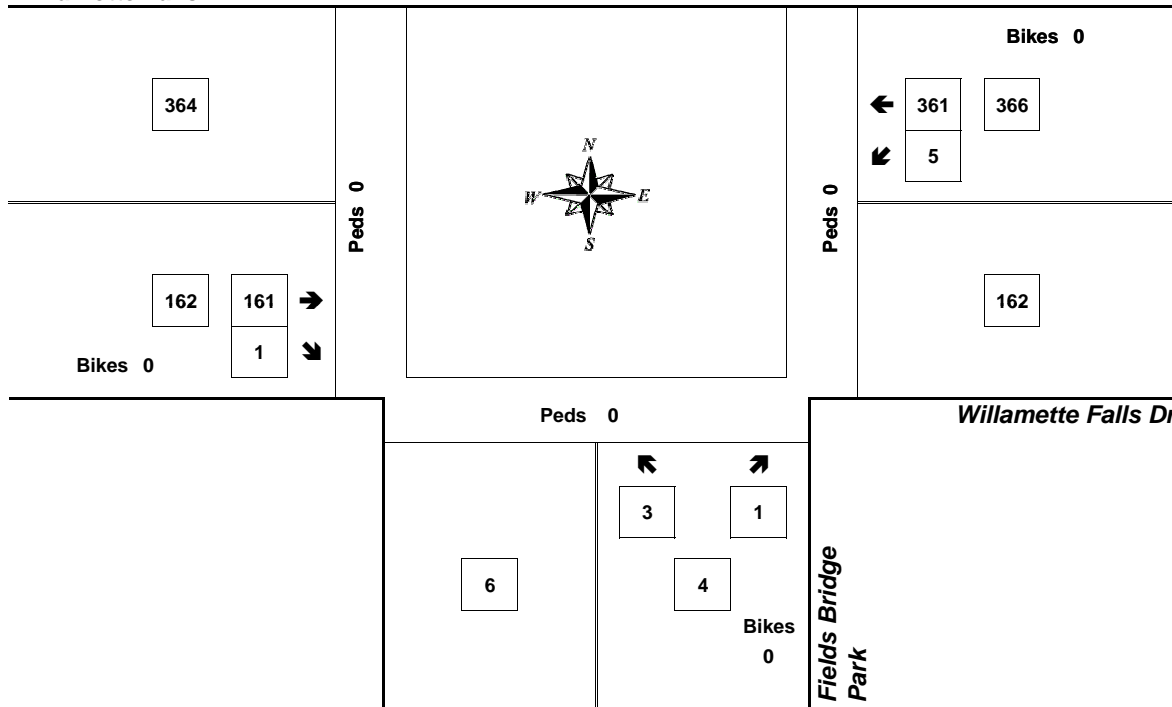 Bikes 0
364
361 366
5
N
W E
S
Peds 0
Peds 0
162 161
1
Bikes 0
162
Peds 0
Willamette Falls Dr
3 1
6 4
Bikes
0
Fields Bridge
Park